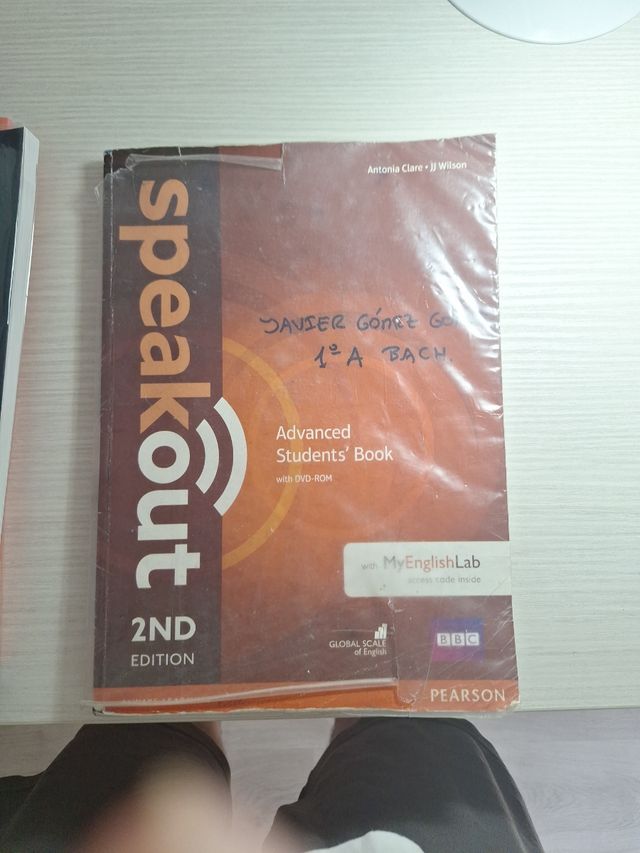 Antonia Clare • JJ Wilson
speakout
JAVIER GÓMEZ
1º A BACH.
Advanced
Students' Book
with DVD-ROM
with MyEnglishLab
access code inside
2ND
EDITION
GLOBAL SCALE
of English
BBC
PEARSON